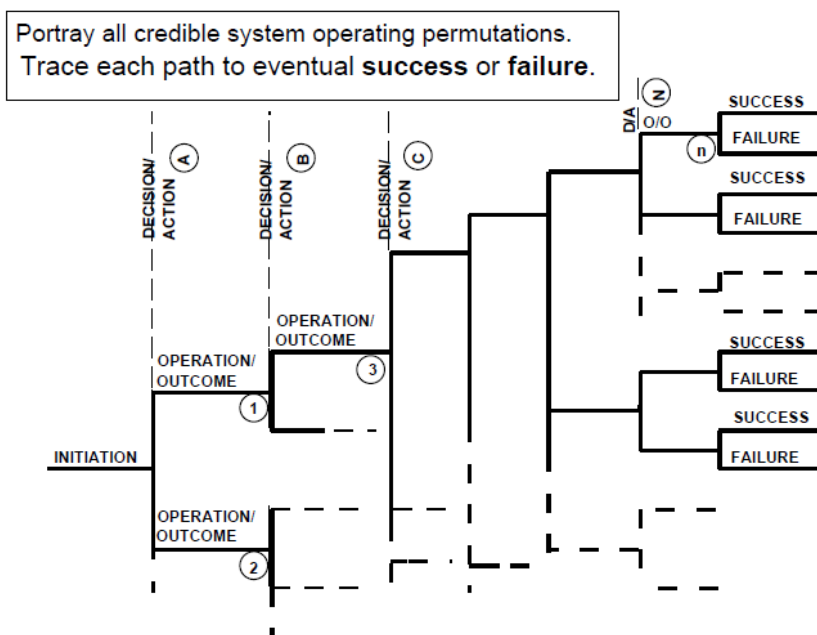 Portray all credible system operating permutations.
Trace each path to eventual success or failure.
DECISION/
ACTION
A
DECISION/
ACTION
B
DECISION/
ACTION
C
D/A
N
O/O
n
SUCCESS
FAILURE
SUCCESS
FAILURE
OPERATION/
OUTCOME
3
OPERATION/
OUTCOME
1
SUCCESS
FAILURE
SUCCESS
FAILURE
INITIATION
OPERATION/
OUTCOME
2